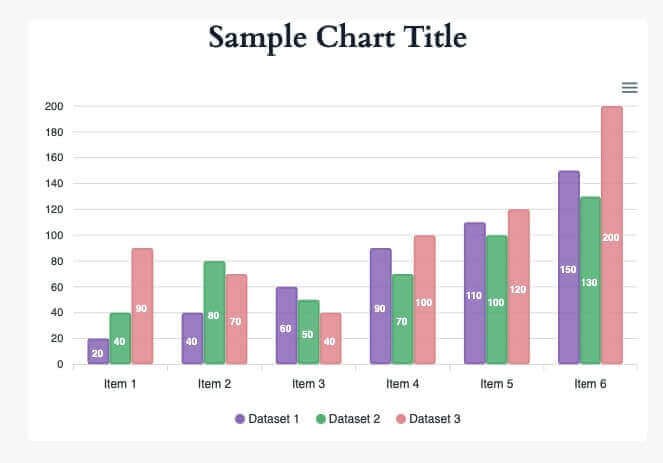 Sample Chart Title
200
180
160
140
120
100
80
60
40
20
0
20 40 90
40 80 70
60 50 40
90 70 100
110 100 120
150 130 200
Item 1 Item 2 Item 3 Item 4 Item 5 Item 6
Dataset 1 Dataset 2 Dataset 3